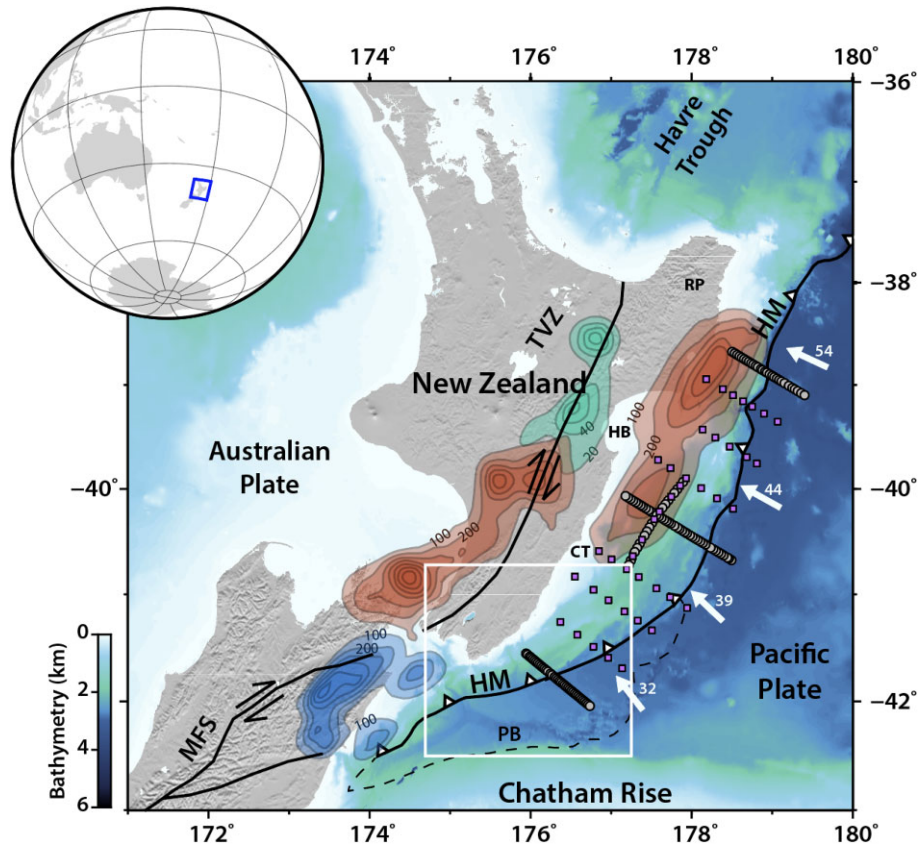 174°
176°
178°
180°
−36°
Havre
Trough
−38°
RP
HM
TVZ
54
New Zealand
100
40
HB
200
20
Australian
Plate
−40°
−40°
44
100
200
CT
39
0
100
200
Pacific
Plate
2
32
HM
−42°
MFS
100
4
PB
Bathymetry (km)
6
Chatham Rise
172°
174°
176°
178°
180°